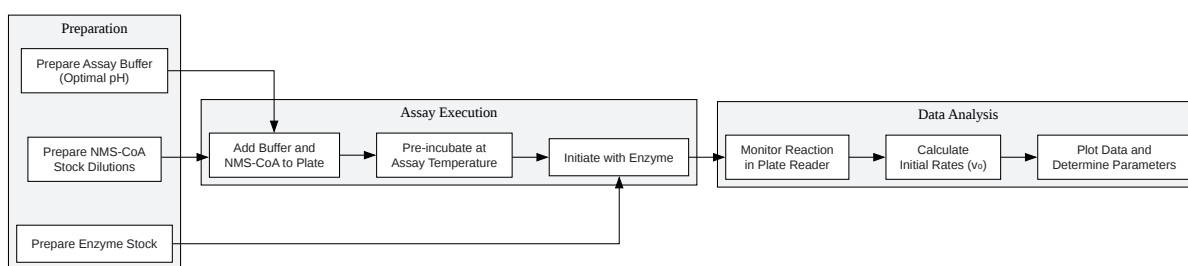 Preparation
Prepare Assay Buffer
(Optimal pH)
Prepare NMS-CoA
Stock Dilutions
Prepare Enzyme Stock
Assay Execution
Add Buffer and
NMS-CoA to Plate
Pre-incubate at
Assay Temperature
Initiate with Enzyme
Data Analysis
Monitor Reaction
in Plate Reader
Calculate
Initial Rates (v₀)
Plot Data and
Determine Parameters